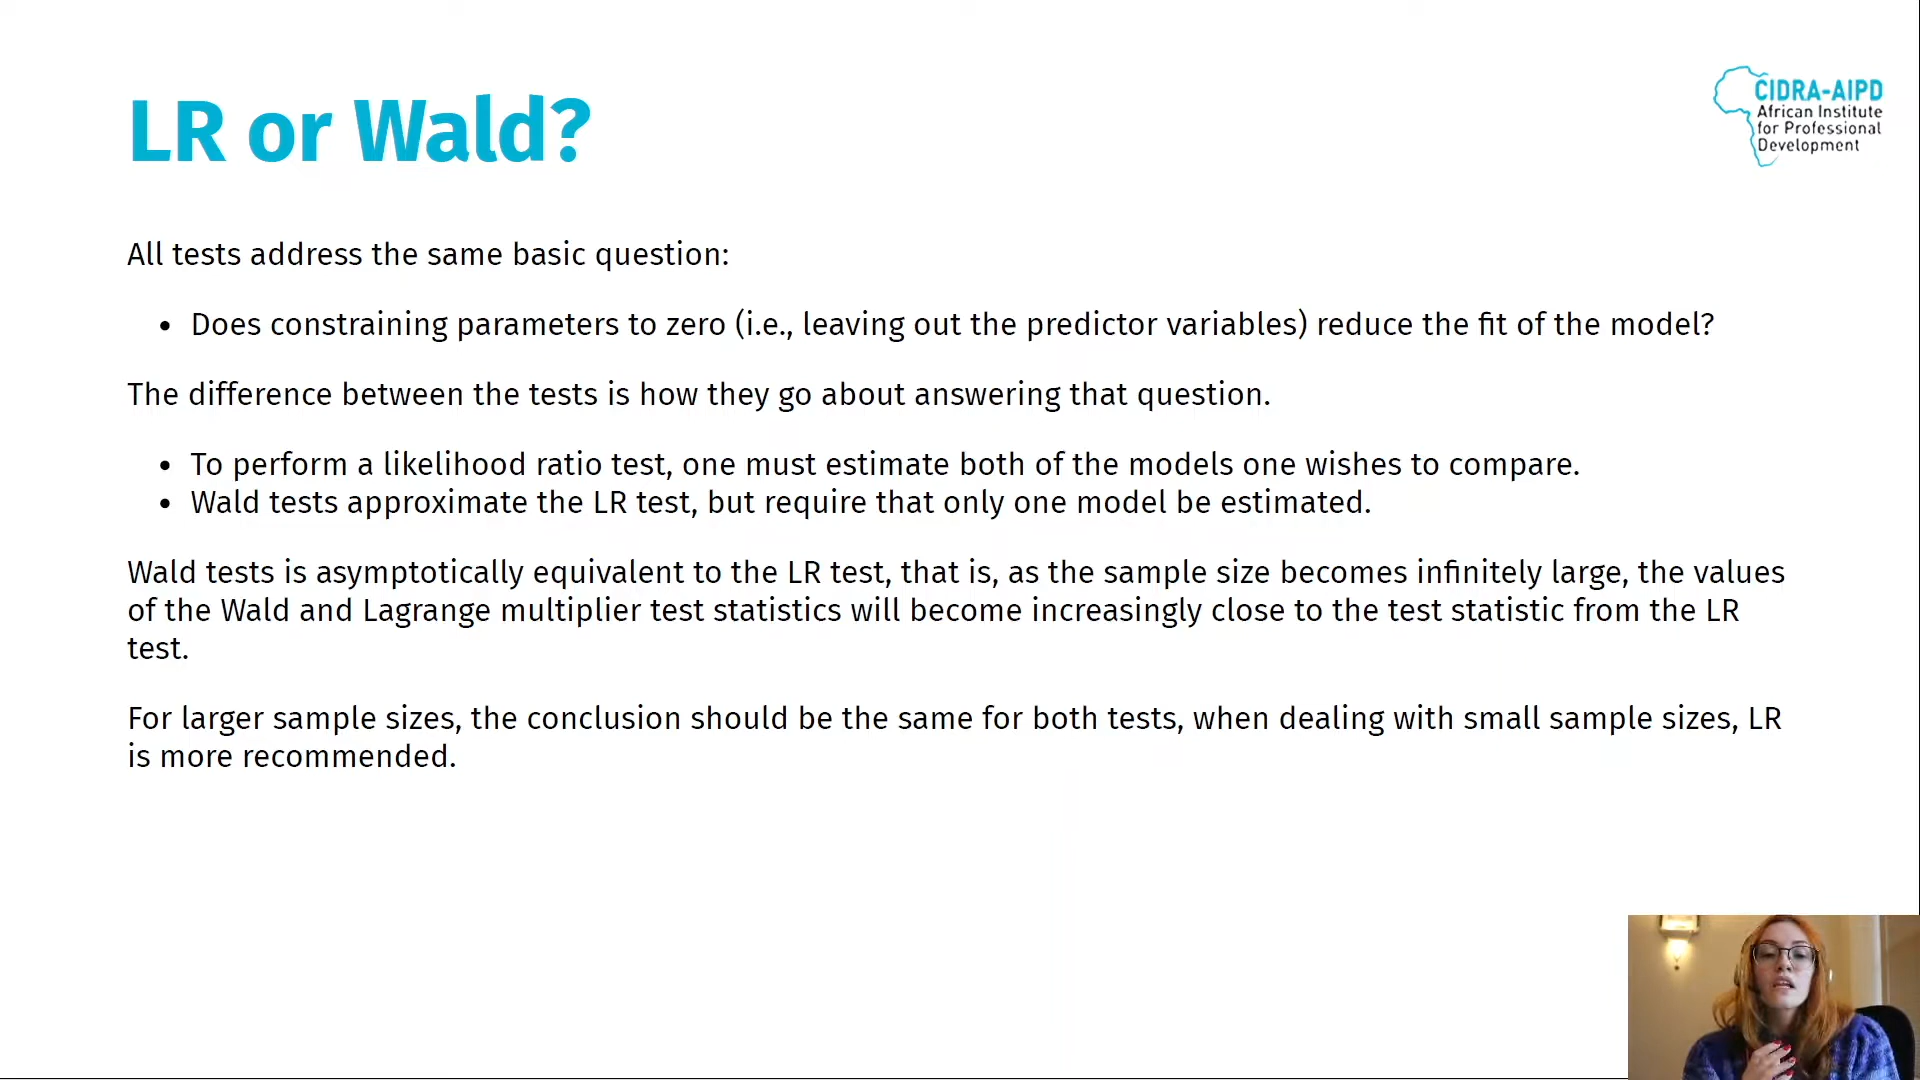 LR or Wald?
CIDRA-AIPD
African Institute
for Professional
Development
All tests address the same basic question:
• Does constraining parameters to zero (i.e., leaving out the predictor variables) reduce the fit of the model?
The difference between the tests is how they go about answering that question.
• To perform a likelihood ratio test, one must estimate both of the models one wishes to compare.
• Wald tests approximate the LR test, but require that only one model be estimated.
Wald tests is asymptotically equivalent to the LR test, that is, as the sample size becomes infinitely large, the values
of the Wald and Lagrange multiplier test statistics will become increasingly close to the test statistic from the LR
test.
For larger sample sizes, the conclusion should be the same for both tests, when dealing with small sample sizes, LR
is more recommended.